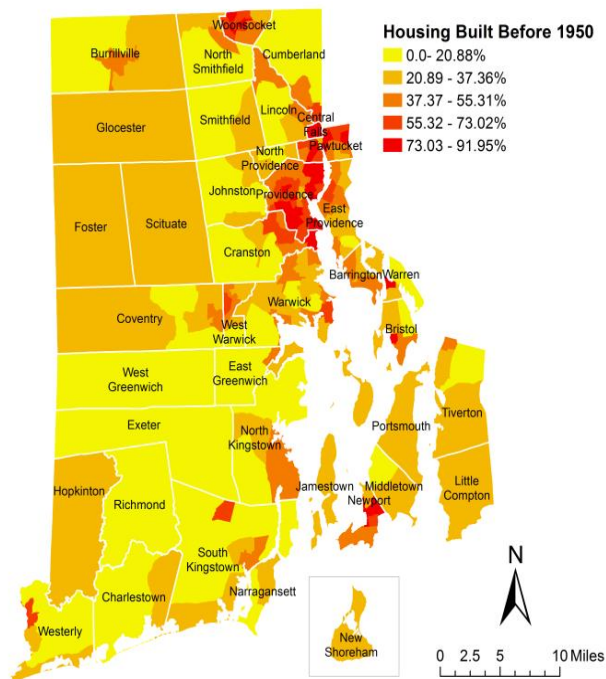 Housing Built Before 1950
0.0- 20.88%
20.89 - 37.36%
37.37 - 55.31%
55.32 - 73.02%
73.03 - 91.95%
Woonsocket
Burrillville
North
Smithfield
Cumberland
Glocester
Smithfield
Lincoln
Central
Falls
Pawtucket
North
Providence
Johnston
Providence
East
Providence
Foster
Scituate
Cranston
Barrington
Warren
Coventry
West
Warwick
Warwick
Bristol
West
Greenwich
East
Greenwich
Exeter
North
Kingstown
Portsmouth
Tiverton
Hopkinton
Richmond
Jamestown
Middletown
Newport
Little
Compton
South
Kingstown
Charlestown
Narragansett
Westerly
New
Shoreham
N
0 2.5 5 10 Miles